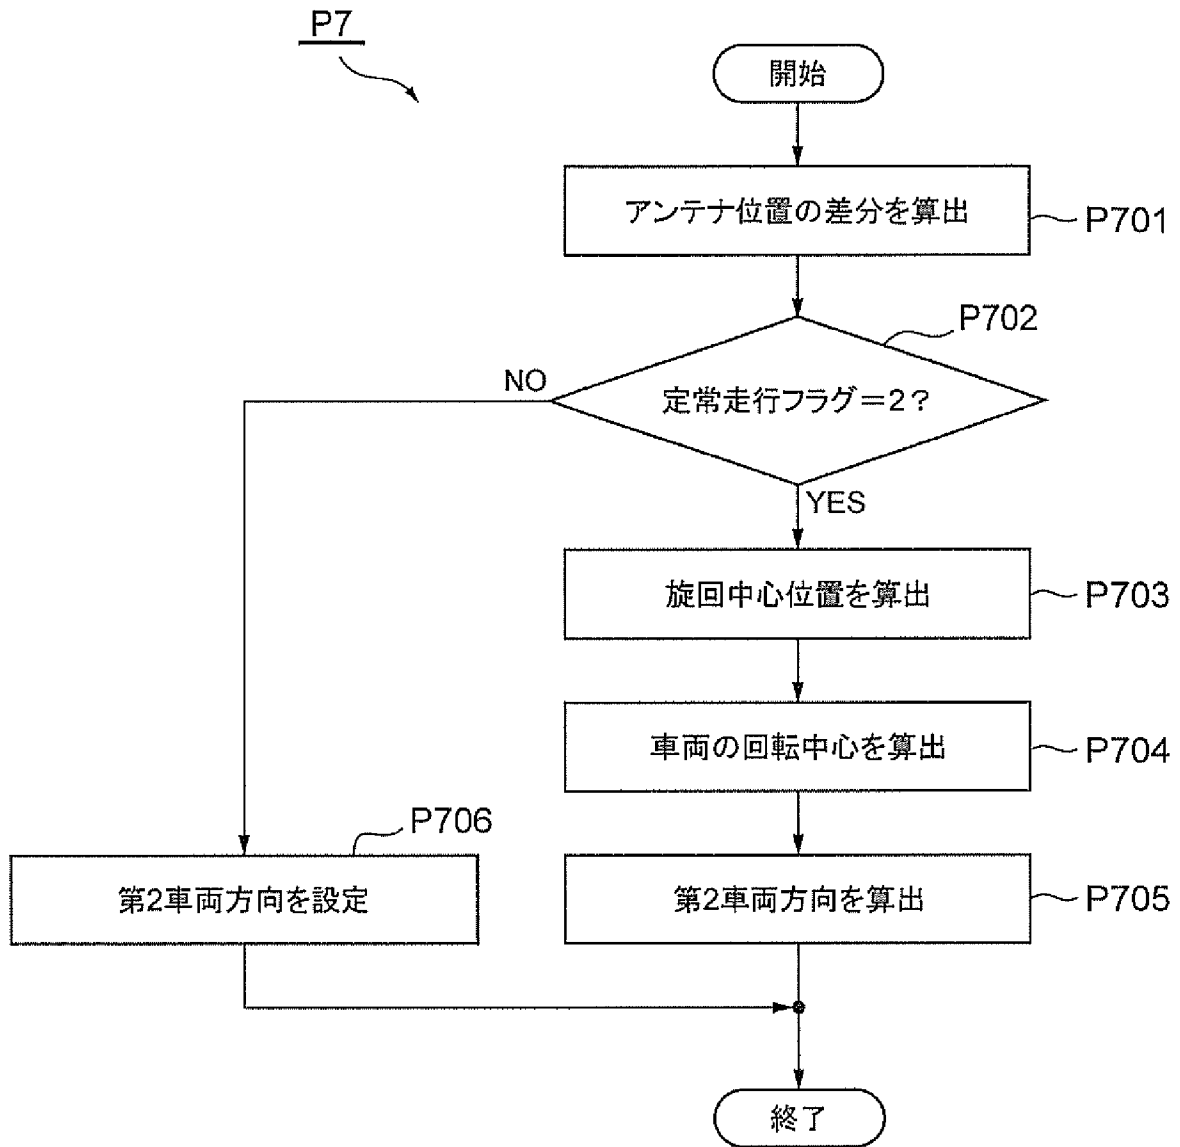 P7
開始
アンテナ位置の差分を算出
P701
P702
定常走行フラグ=2?
NO
YES
旋回中心位置を算出
P703
車両の回転中心を算出
P704
P706
第2車両方向を設定
第2車両方向を算出
P705
終了